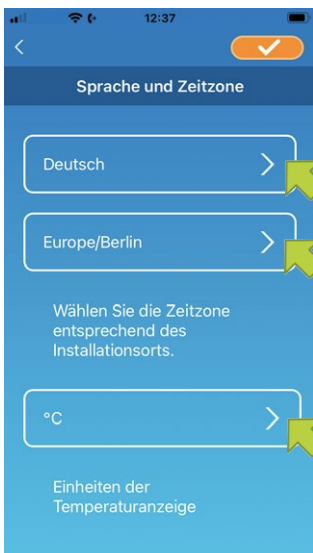 12:37
Sprache und Zeitzone
Deutsch
Europe/Berlin
Wählen Sie die Zeitzone
entsprechend des
Installationsorts.
°C
Einheiten der
Temperaturanzeige